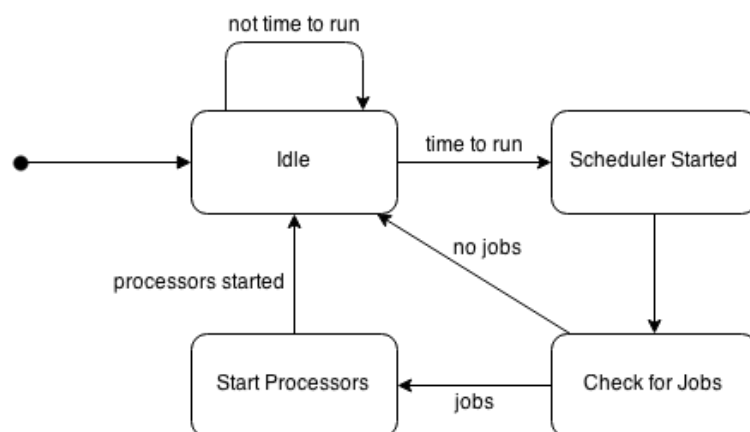 not time to run
Idle
time to run
Scheduler Started
no jobs
processors started
Start Processors
jobs
Check for Jobs